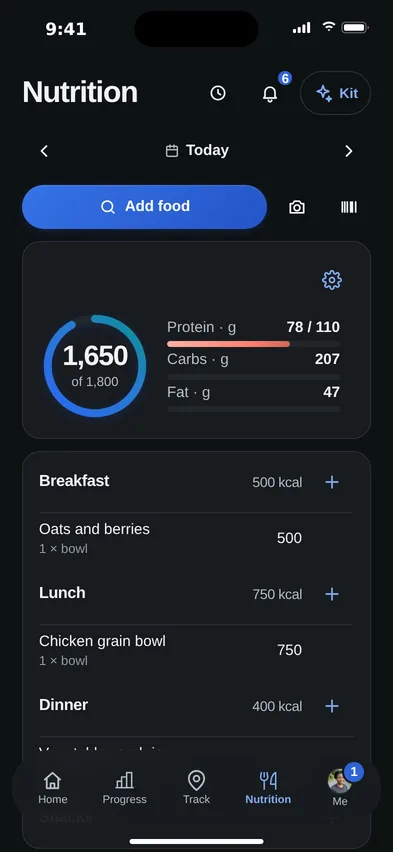 9:41
Nutrition
6
Kit
Today
Add food
Protein · g 78 / 110
1,650
of 1,800
Carbs · g 207
Fat · g 47
Breakfast 500 kcal
Oats and berries
1 × bowl
500
Lunch 750 kcal
Chicken grain bowl
1 × bowl
750
Dinner 400 kcal
1
Home Progress Track Nutrition Me
Snacks